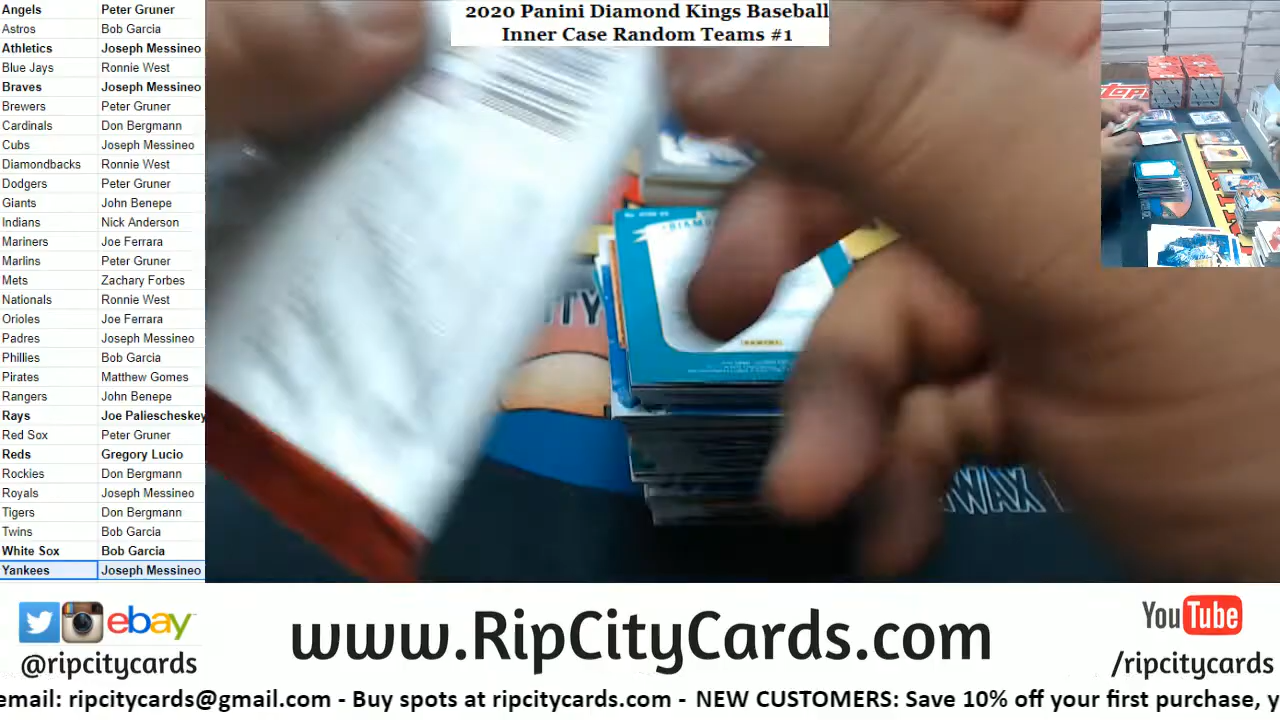 2020 Panini Diamond Kings Baseball
Inner Case Random Teams #1
Angels Peter Gruner
Astros Bob Garcia
Athletics Joseph Messineo
Blue Jays Ronnie West
Braves Joseph Messineo
Brewers Peter Gruner
Cardinals Don Bergmann
Cubs Joseph Messineo
Diamondbacks Ronnie West
Dodgers Peter Gruner
Giants John Benepe
Indians Nick Anderson
Mariners Joe Ferrara
Marlins Peter Gruner
Mets Zachary Forbes
Nationals Ronnie West
Orioles Joe Ferrara
Padres Joseph Messineo
Phillies Bob Garcia
Pirates Matthew Gomes
Rangers John Benepe
Rays Joe Paliescheskey
Red Sox Peter Gruner
Reds Gregory Lucio
Rockies Don Bergmann
Royals Joseph Messineo
Tigers Don Bergmann
Twins Bob Garcia
White Sox Bob Garcia
Yankees Joseph Messineo
PANINI
WAX
ebay
@ripcitycards
www.RipCityCards.com
YouTube
/ripcitycards
email: ripcitycards@gmail.com - Buy spots at ripcitycards.com - NEW CUSTOMERS: Save 10% off your first purchase, y